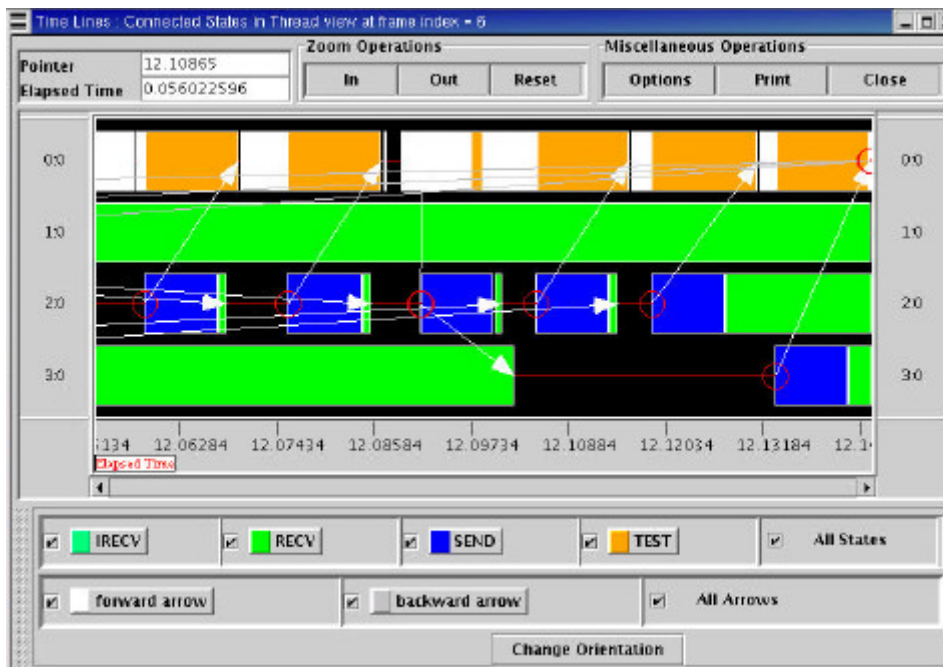 Time Lines : Connected States in Thread view at frame index = 6
Zoom Operations
Miscellaneous Operations
Pointer 12.10865
Elapsed Time 0.056022596
In Out Reset
Options Print Close
0:0 0:0
1:0 1:0
2:0 2:0
3:0 3:0
5134 12.06284 12.07434 12.08584 12.09734 12.10884 12.12034 12.13184 12.14
Elapsed Time
IRECV RECV SEND TEST All States
forward arrow backward arrow All Arrows
Change Orientation